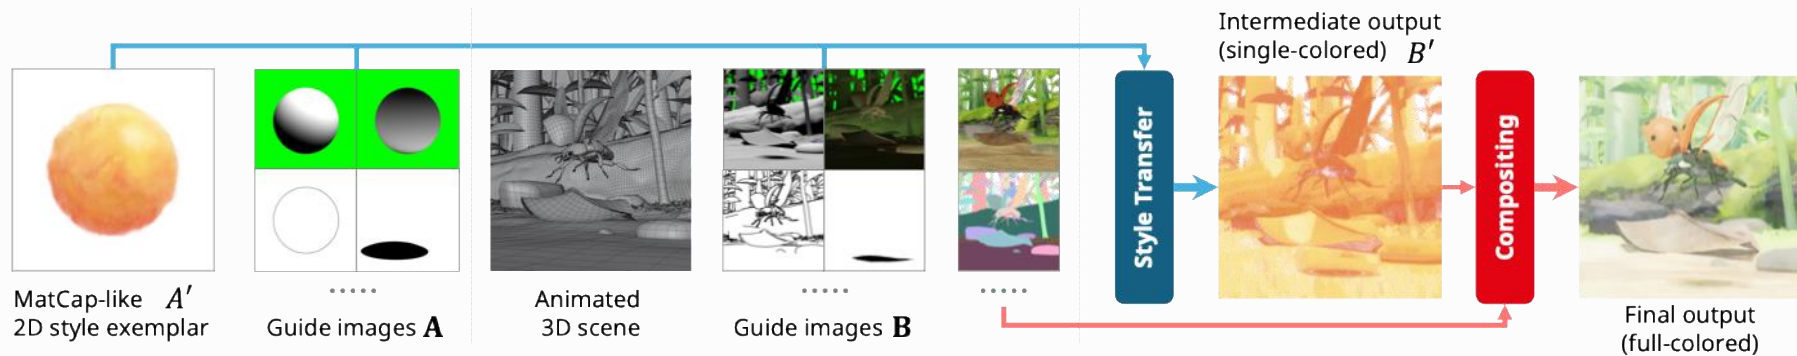 MatCap-like A′
2D style exemplar
Guide images A
Animated
3D scene
Guide images B
Style Transfer
Intermediate output
(single-colored) B′
Compositing
Final output
(full-colored)